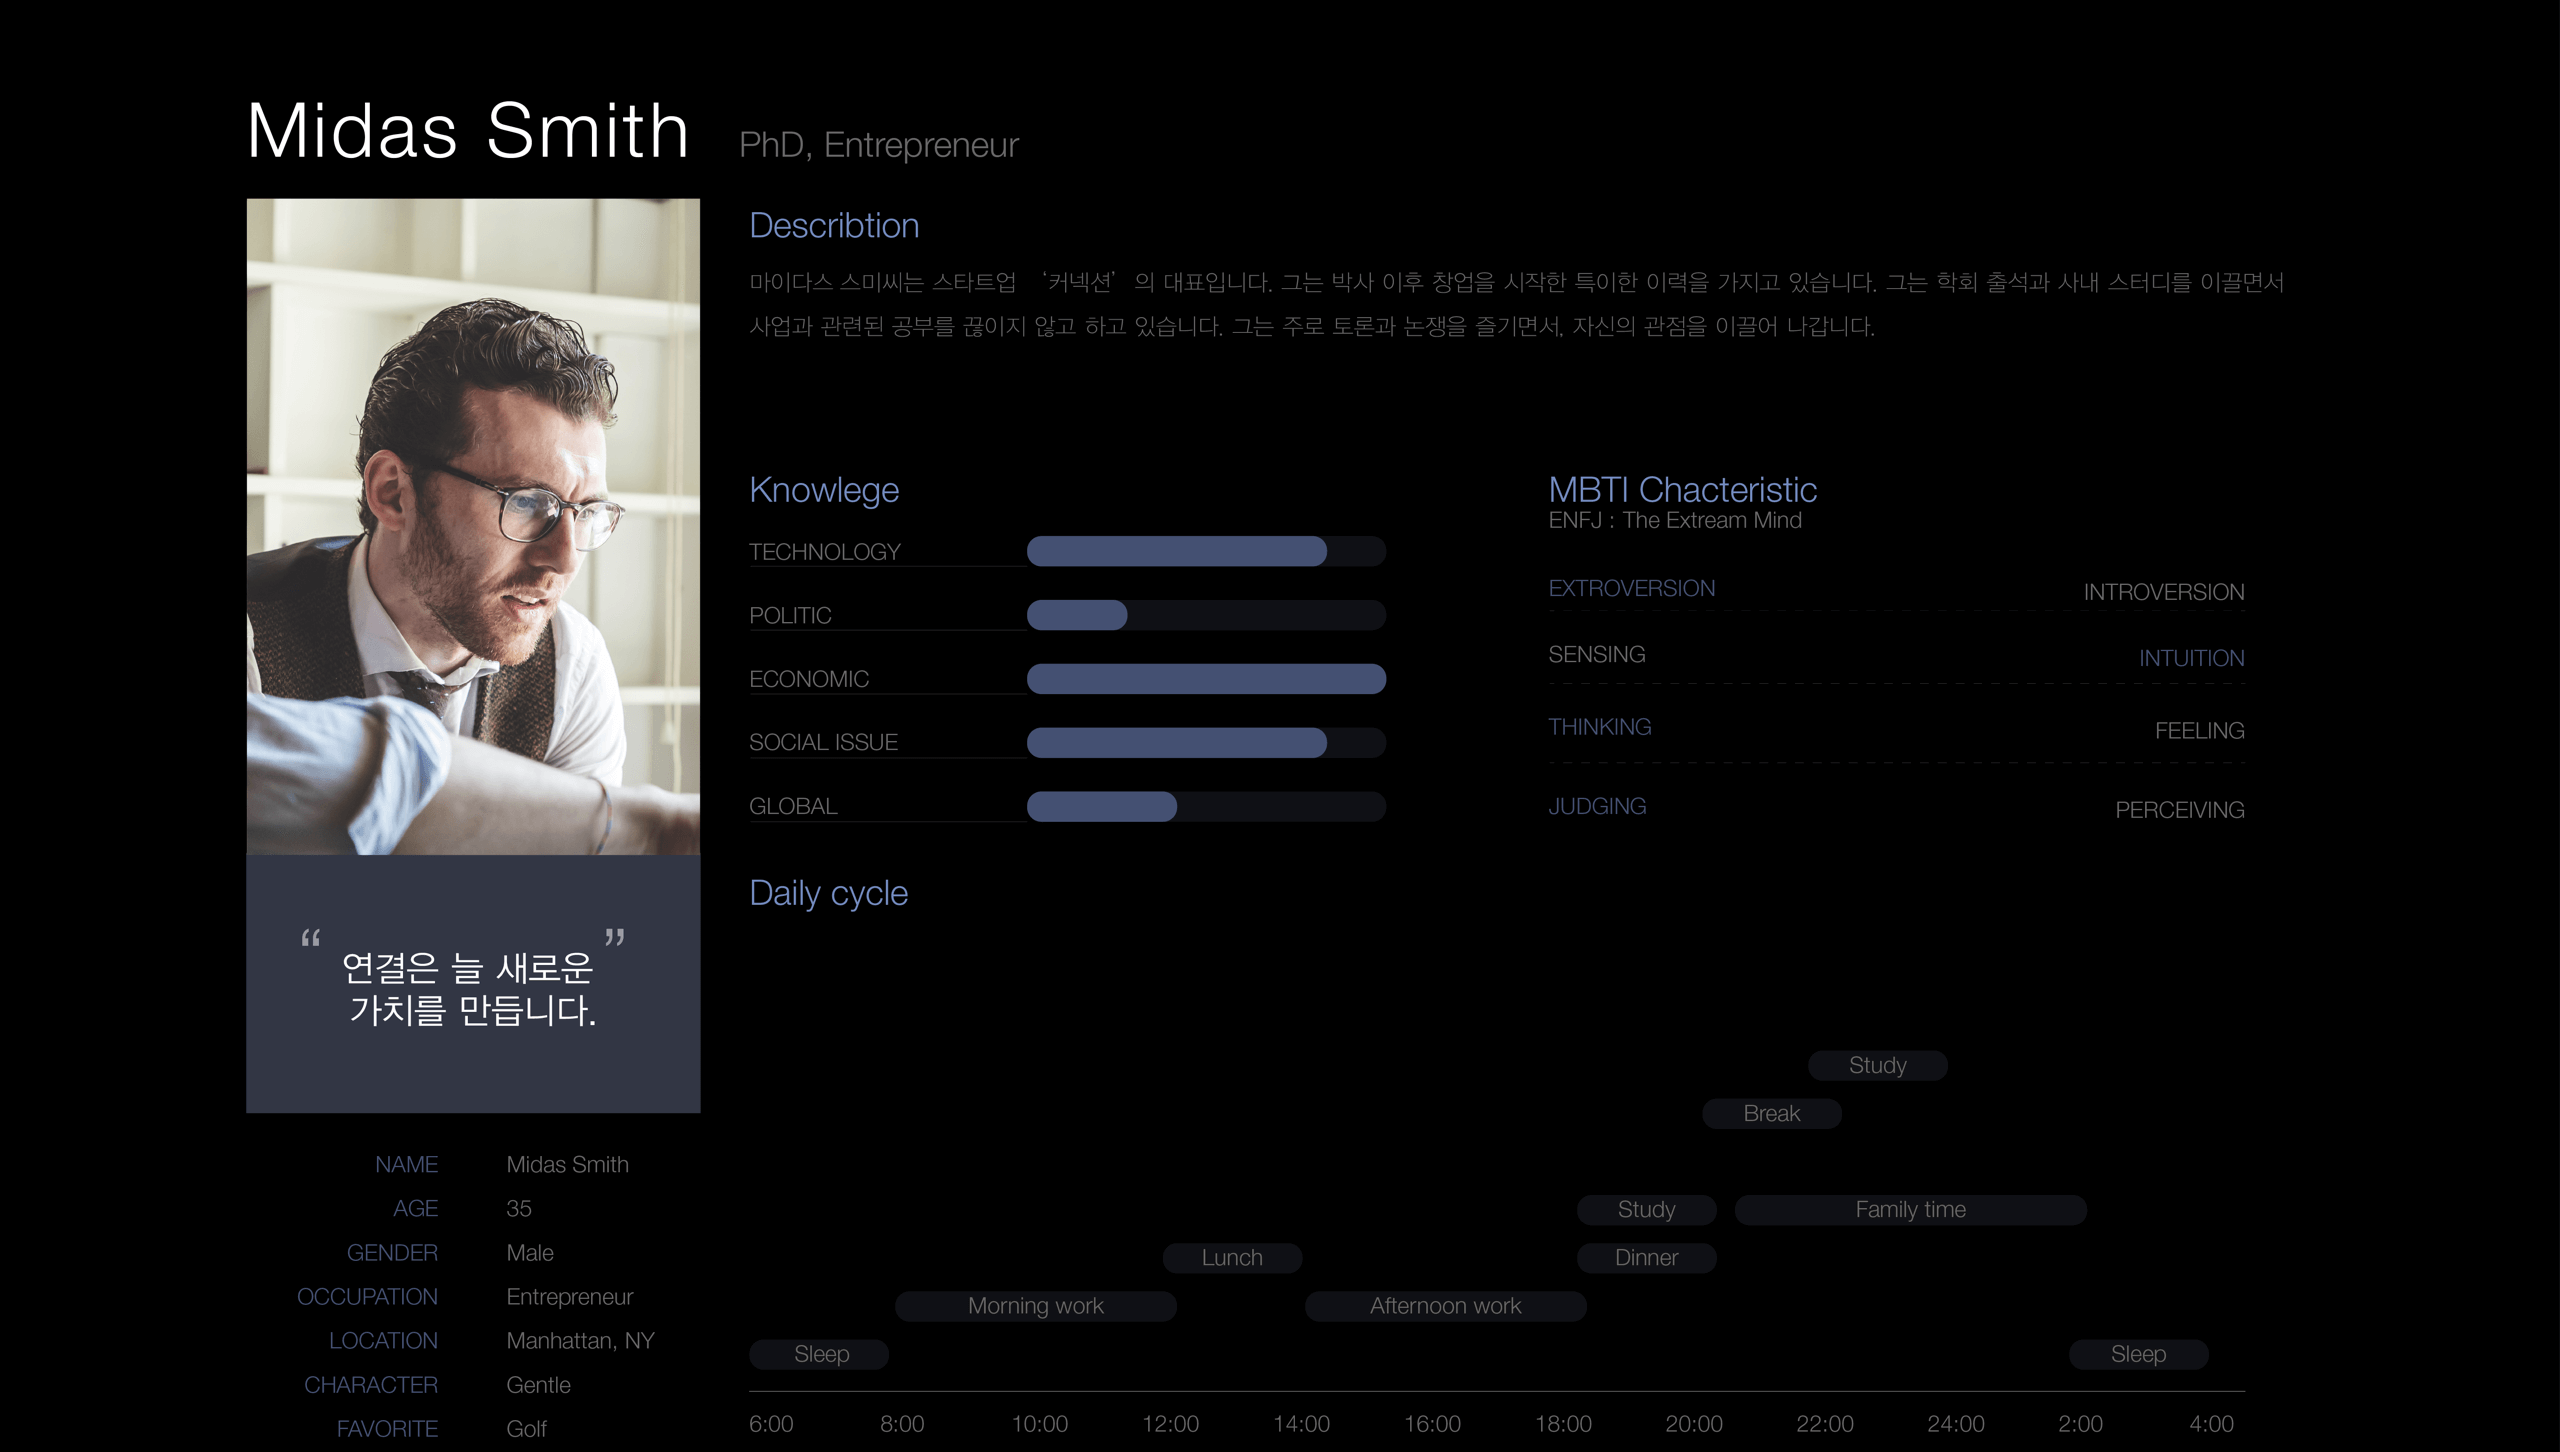 Midas Smith
PhD, Entrepreneur
Describtion
마이다스 스미씨는 스타트업 ‘커넥션’의 대표입니다. 그는 박사 이후 창업을 시작한 특이한 이력을 가지고 있습니다. 그는 학회 출석과 사내 스터디를 이끌면서
사업과 관련된 공부를 끊이지 않고 하고 있습니다. 그는 주로 토론과 논쟁을 즐기면서, 자신의 관점을 이끌어 나갑니다.
Knowlege
TECHNOLOGY
POLITIC
ECONOMIC
SOCIAL ISSUE
GLOBAL
MBTI Chacteristic
ENFJ : The Extream Mind
EXTROVERSION INTROVERSION
SENSING INTUITION
THINKING FEELING
JUDGING PERCEIVING
“ 연결은 늘 새로운 ”
가치를 만듭니다.
NAME Midas Smith
AGE 35
GENDER Male
OCCUPATION Entrepreneur
LOCATION Manhattan, NY
CHARACTER Gentle
FAVORITE Golf
Daily cycle
Study
Break
Study Family time
Lunch Dinner
Morning work Afternoon work
Sleep Sleep
6:00 8:00 10:00 12:00 14:00 16:00 18:00 20:00 22:00 24:00 2:00 4:00